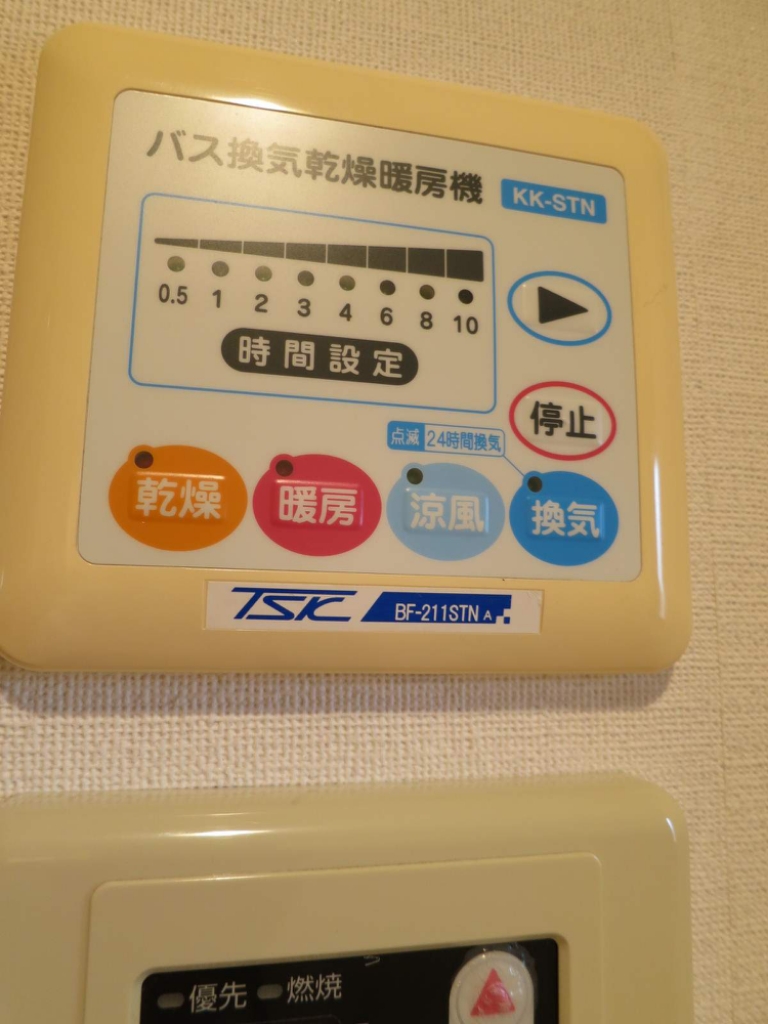 バス換気乾燥暖房機 KK-STN
0.5 1 2 3 4 6 8 10
時間設定
停止
点滅 24時間換気
乾燥 暖房 涼風 換気
TSK BF-211STN A
優先 燃焼